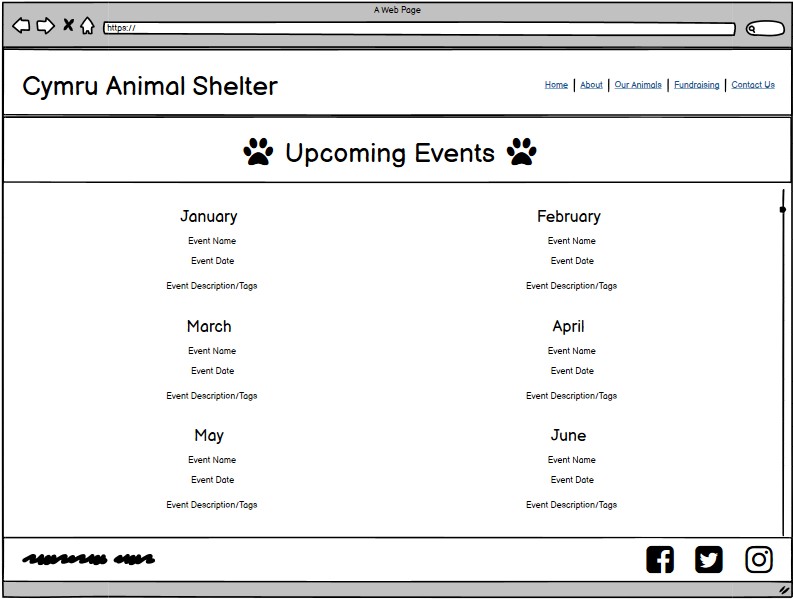 A Web Page
https://
Cymru Animal Shelter
Home | About | Our Animals | Fundraising | Contact Us
Upcoming Events
January
Event Name
Event Date
Event Description/Tags
February
Event Name
Event Date
Event Description/Tags
March
Event Name
Event Date
Event Description/Tags
April
Event Name
Event Date
Event Description/Tags
May
Event Name
Event Date
Event Description/Tags
June
Event Name
Event Date
Event Description/Tags